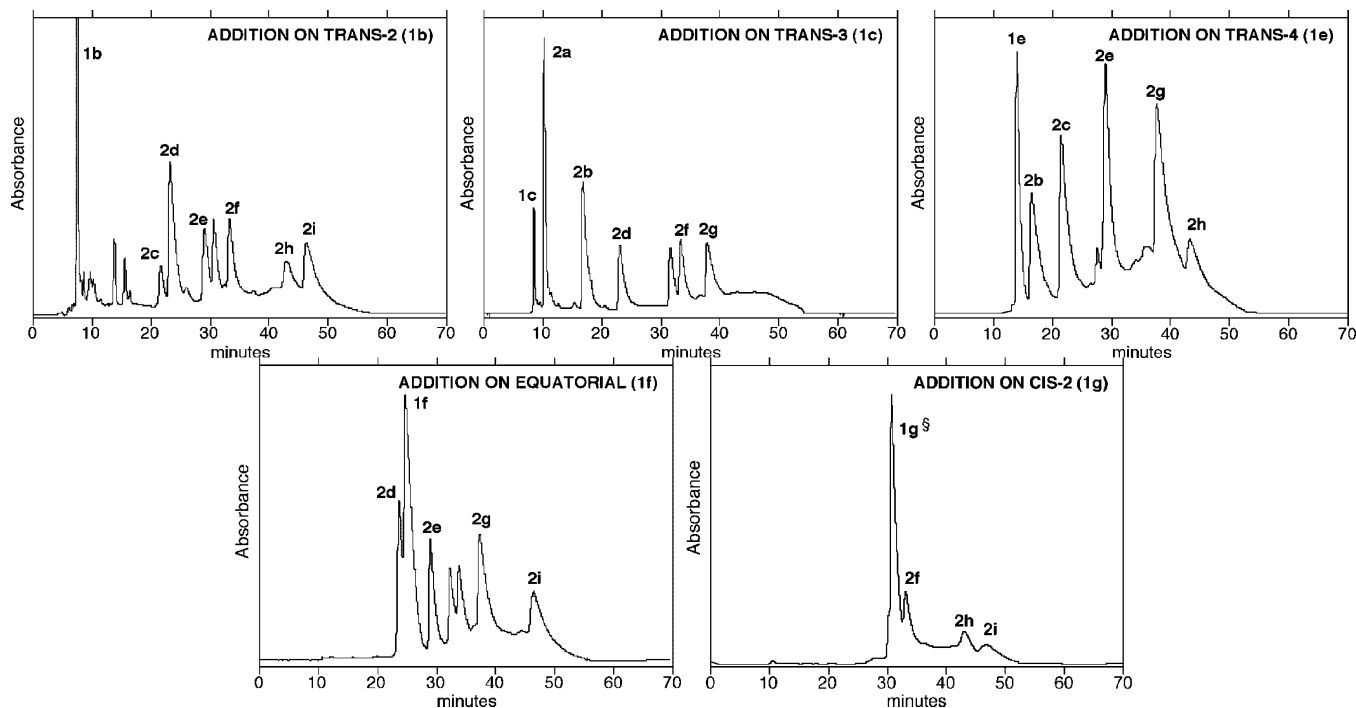 ADDITION ON TRANS-2 (1b)
1b
2d
2c
2e
2f
2h
2i
Absorbance
0 10 20 30 40 50 60 70
minutes
ADDITION ON TRANS-3 (1c)
2a
1c
2b
2d
2f
2g
Absorbance
0 10 20 30 40 50 60 70
minutes
ADDITION ON TRANS-4 (1e)
1e
2b
2c
2e
2g
2h
Absorbance
0 10 20 30 40 50 60 70
minutes
ADDITION ON EQUATORIAL (1f)
1f
2d
2e
2g
2i
Absorbance
0 10 20 30 40 50 60 70
minutes
ADDITION ON CIS-2 (1g)
1g §
2f
2h
2i
Absorbance
0 10 20 30 40 50 60 70
minutes